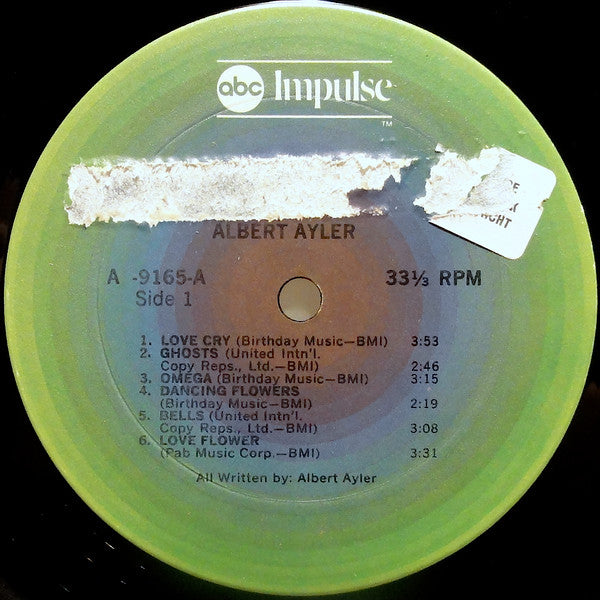 abc Impulse
TM
GHT
ALBERT AYLER
A -9165-A
33⅓ RPM
Side 1
1. LOVE CRY (Birthday Music—BMI) 3:53
2. GHOSTS (United Intn'l.
Copy Reps., Ltd.—BMI) 2:46
3. OMEGA (Birthday Music—BMI) 3:15
4. DANCING FLOWERS
(Birthday Music—BMI) 2:19
5. BELLS (United Intn'l.
Copy Reps., Ltd.—BMI) 3:08
6. LOVE FLOWER
(Pab Music Corp.—BMI) 3:31
All Written by: Albert Ayler